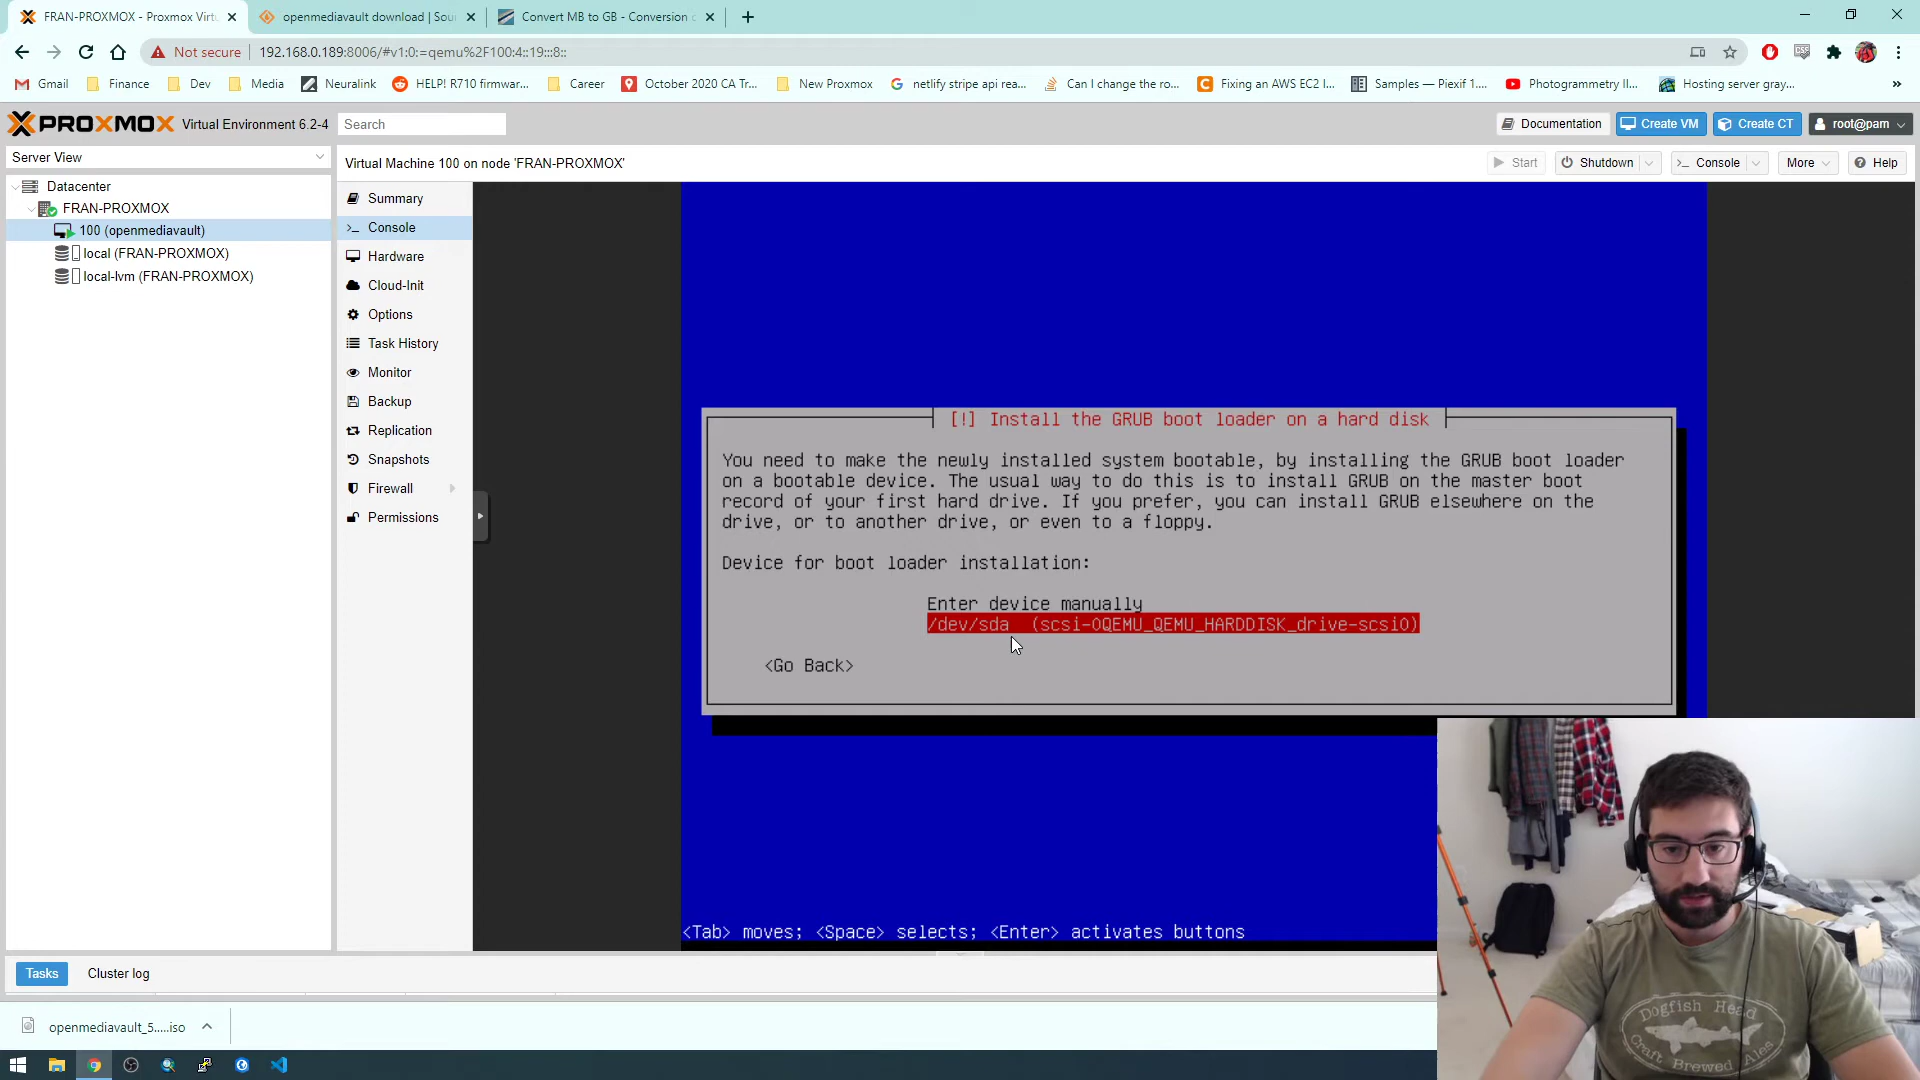 FRAN-PROXMOX - Proxmox Virtu
openmediavault download | Sour
Convert MB to GB - Conversion o
Not secure
192.168.0.189:8006/#v1:0:=qemu%2F100:4::19:::8::
Gmail
Finance
Dev
Media
Neuralink
HELP! R710 firmwar...
Career
October 2020 CA Tr...
New Proxmox
netlify stripe api rea...
Can I change the ro...
Fixing an AWS EC2 I...
Samples — Piexif 1....
Photogrammetry II...
Hosting server gray...
»
PROXMOX
Virtual Environment 6.2-4
Search
Documentation
Create VM
Create CT
root@pam
Server View
Virtual Machine 100 on node 'FRAN-PROXMOX'
Start
Shutdown
Console
More
Help
Datacenter
FRAN-PROXMOX
100 (openmediavault)
local (FRAN-PROXMOX)
local-lvm (FRAN-PROXMOX)
Summary
Console
Hardware
Cloud-Init
Options
Task History
Monitor
Backup
Replication
Snapshots
Firewall
Permissions
[!] Install the GRUB boot loader on a hard disk
You need to make the newly installed system bootable, by installing the GRUB boot loader
on a bootable device. The usual way to do this is to install GRUB on the master boot
record of your first hard drive. If you prefer, you can install GRUB elsewhere on the
drive, or to another drive, or even to a floppy.
Device for boot loader installation:
Enter device manually
/dev/sda (scsi-0QEMU_QEMU_HARDDISK_drive-scsi0)
<Go Back>
<Tab> moves; <Space> selects; <Enter> activates buttons
Tasks
Cluster log
openmediavault_5.....iso
Dogfish Head
Craft Brewed Ales